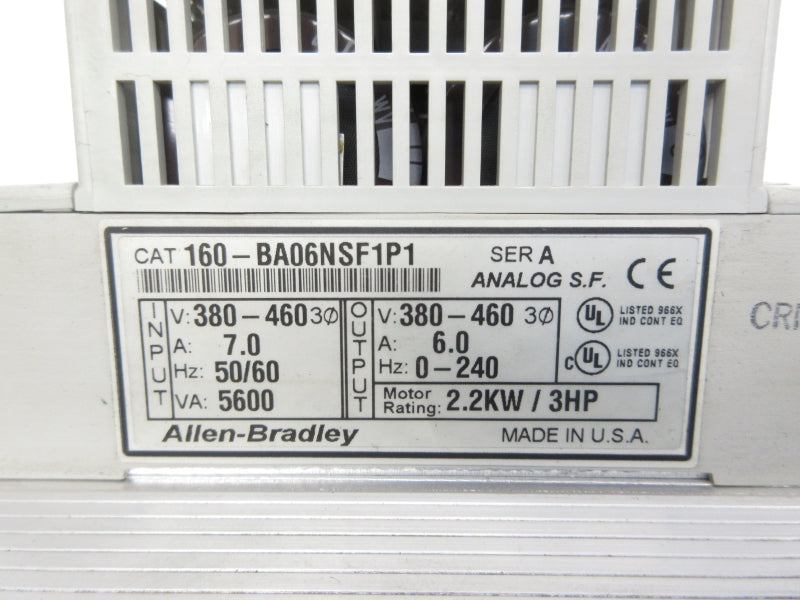 CAT 160-BA06NSF1P1 SER A
ANALOG S.F. CE
INPUT
V: 380-460 3Ø
A: 7.0
Hz: 50/60
VA: 5600
OUTPUT
V: 380-460 3Ø
A: 6.0
Hz: 0-240
Motor Rating: 2.2KW / 3HP
UL LISTED 966X
IND CONT EQ
C UL LISTED 966X
IND CONT EQ
Allen-Bradley MADE IN U.S.A.